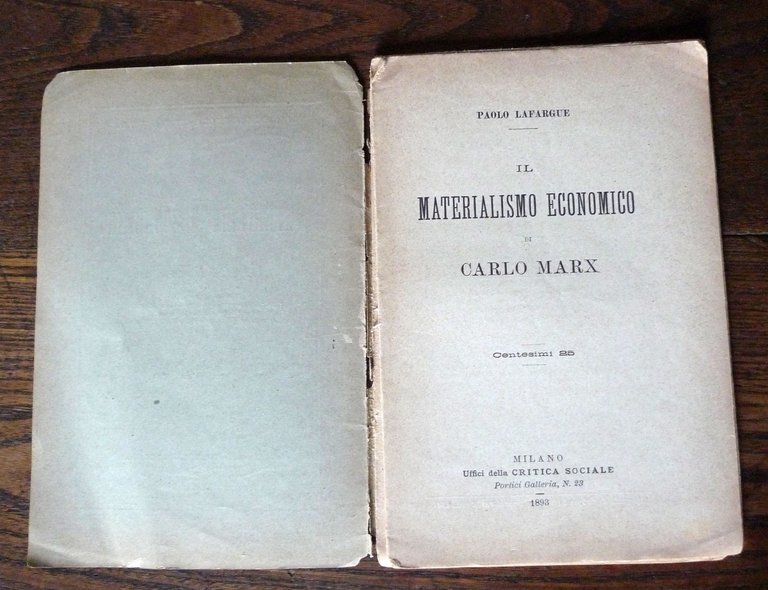 PAOLO LAFARGUE
IL
MATERIALISMO ECONOMICO
DI
CARLO MARX
Centesimi 25
MILANO
Uffici della CRITICA SOCIALE
Portici Galleria, N. 23
1893